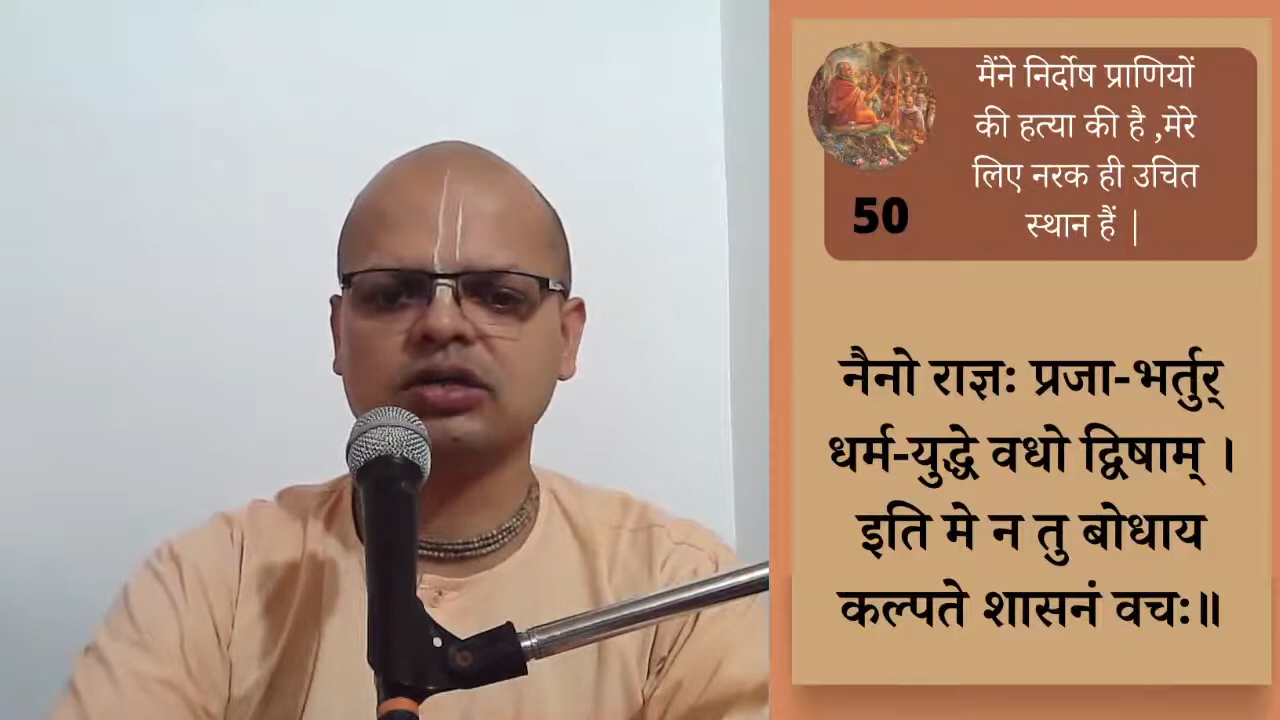 मैंने निर्दोष प्राणियों
की हत्या की है ,मेरे
लिए नरक ही उचित
स्थान हैं |
50
नैनो राज्ञः प्रजा-भर्तुर्
धर्म-युद्धे वधो द्विषाम् ।
इति मे न तु बोधाय
कल्पते शासनं वचः॥